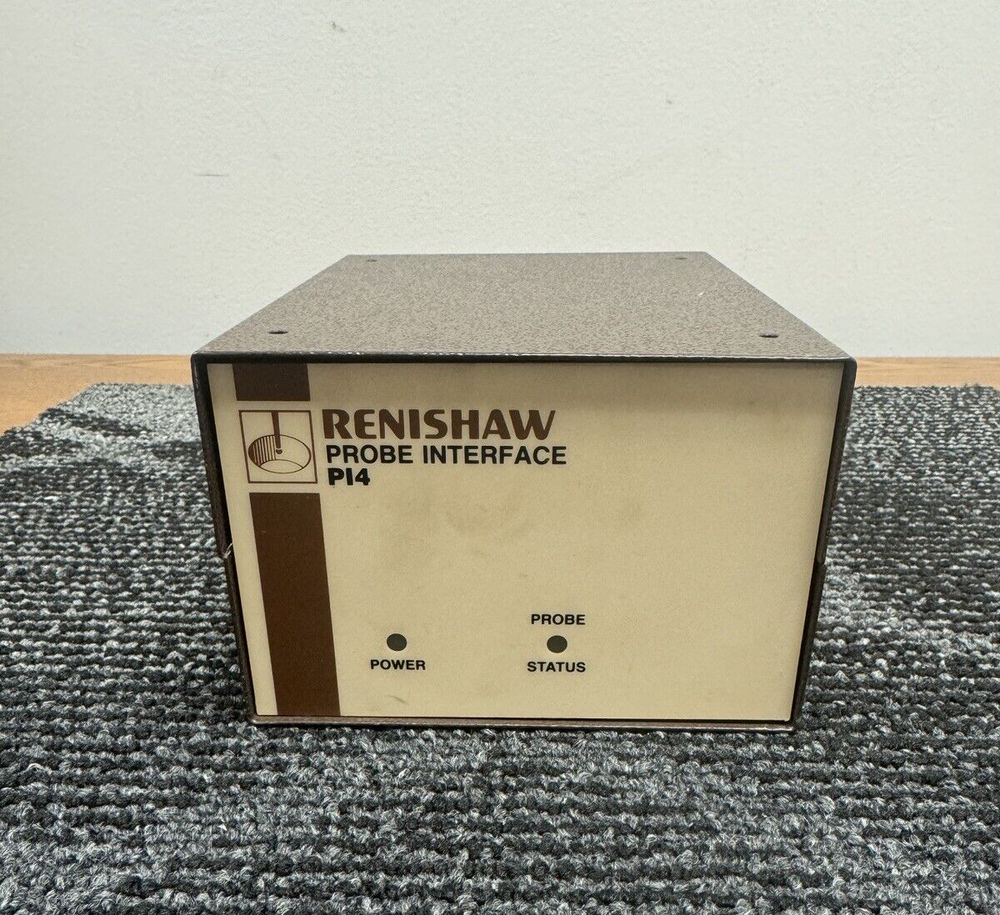 RENISHAW
PROBE INTERFACE
PI4
POWER
PROBE
STATUS